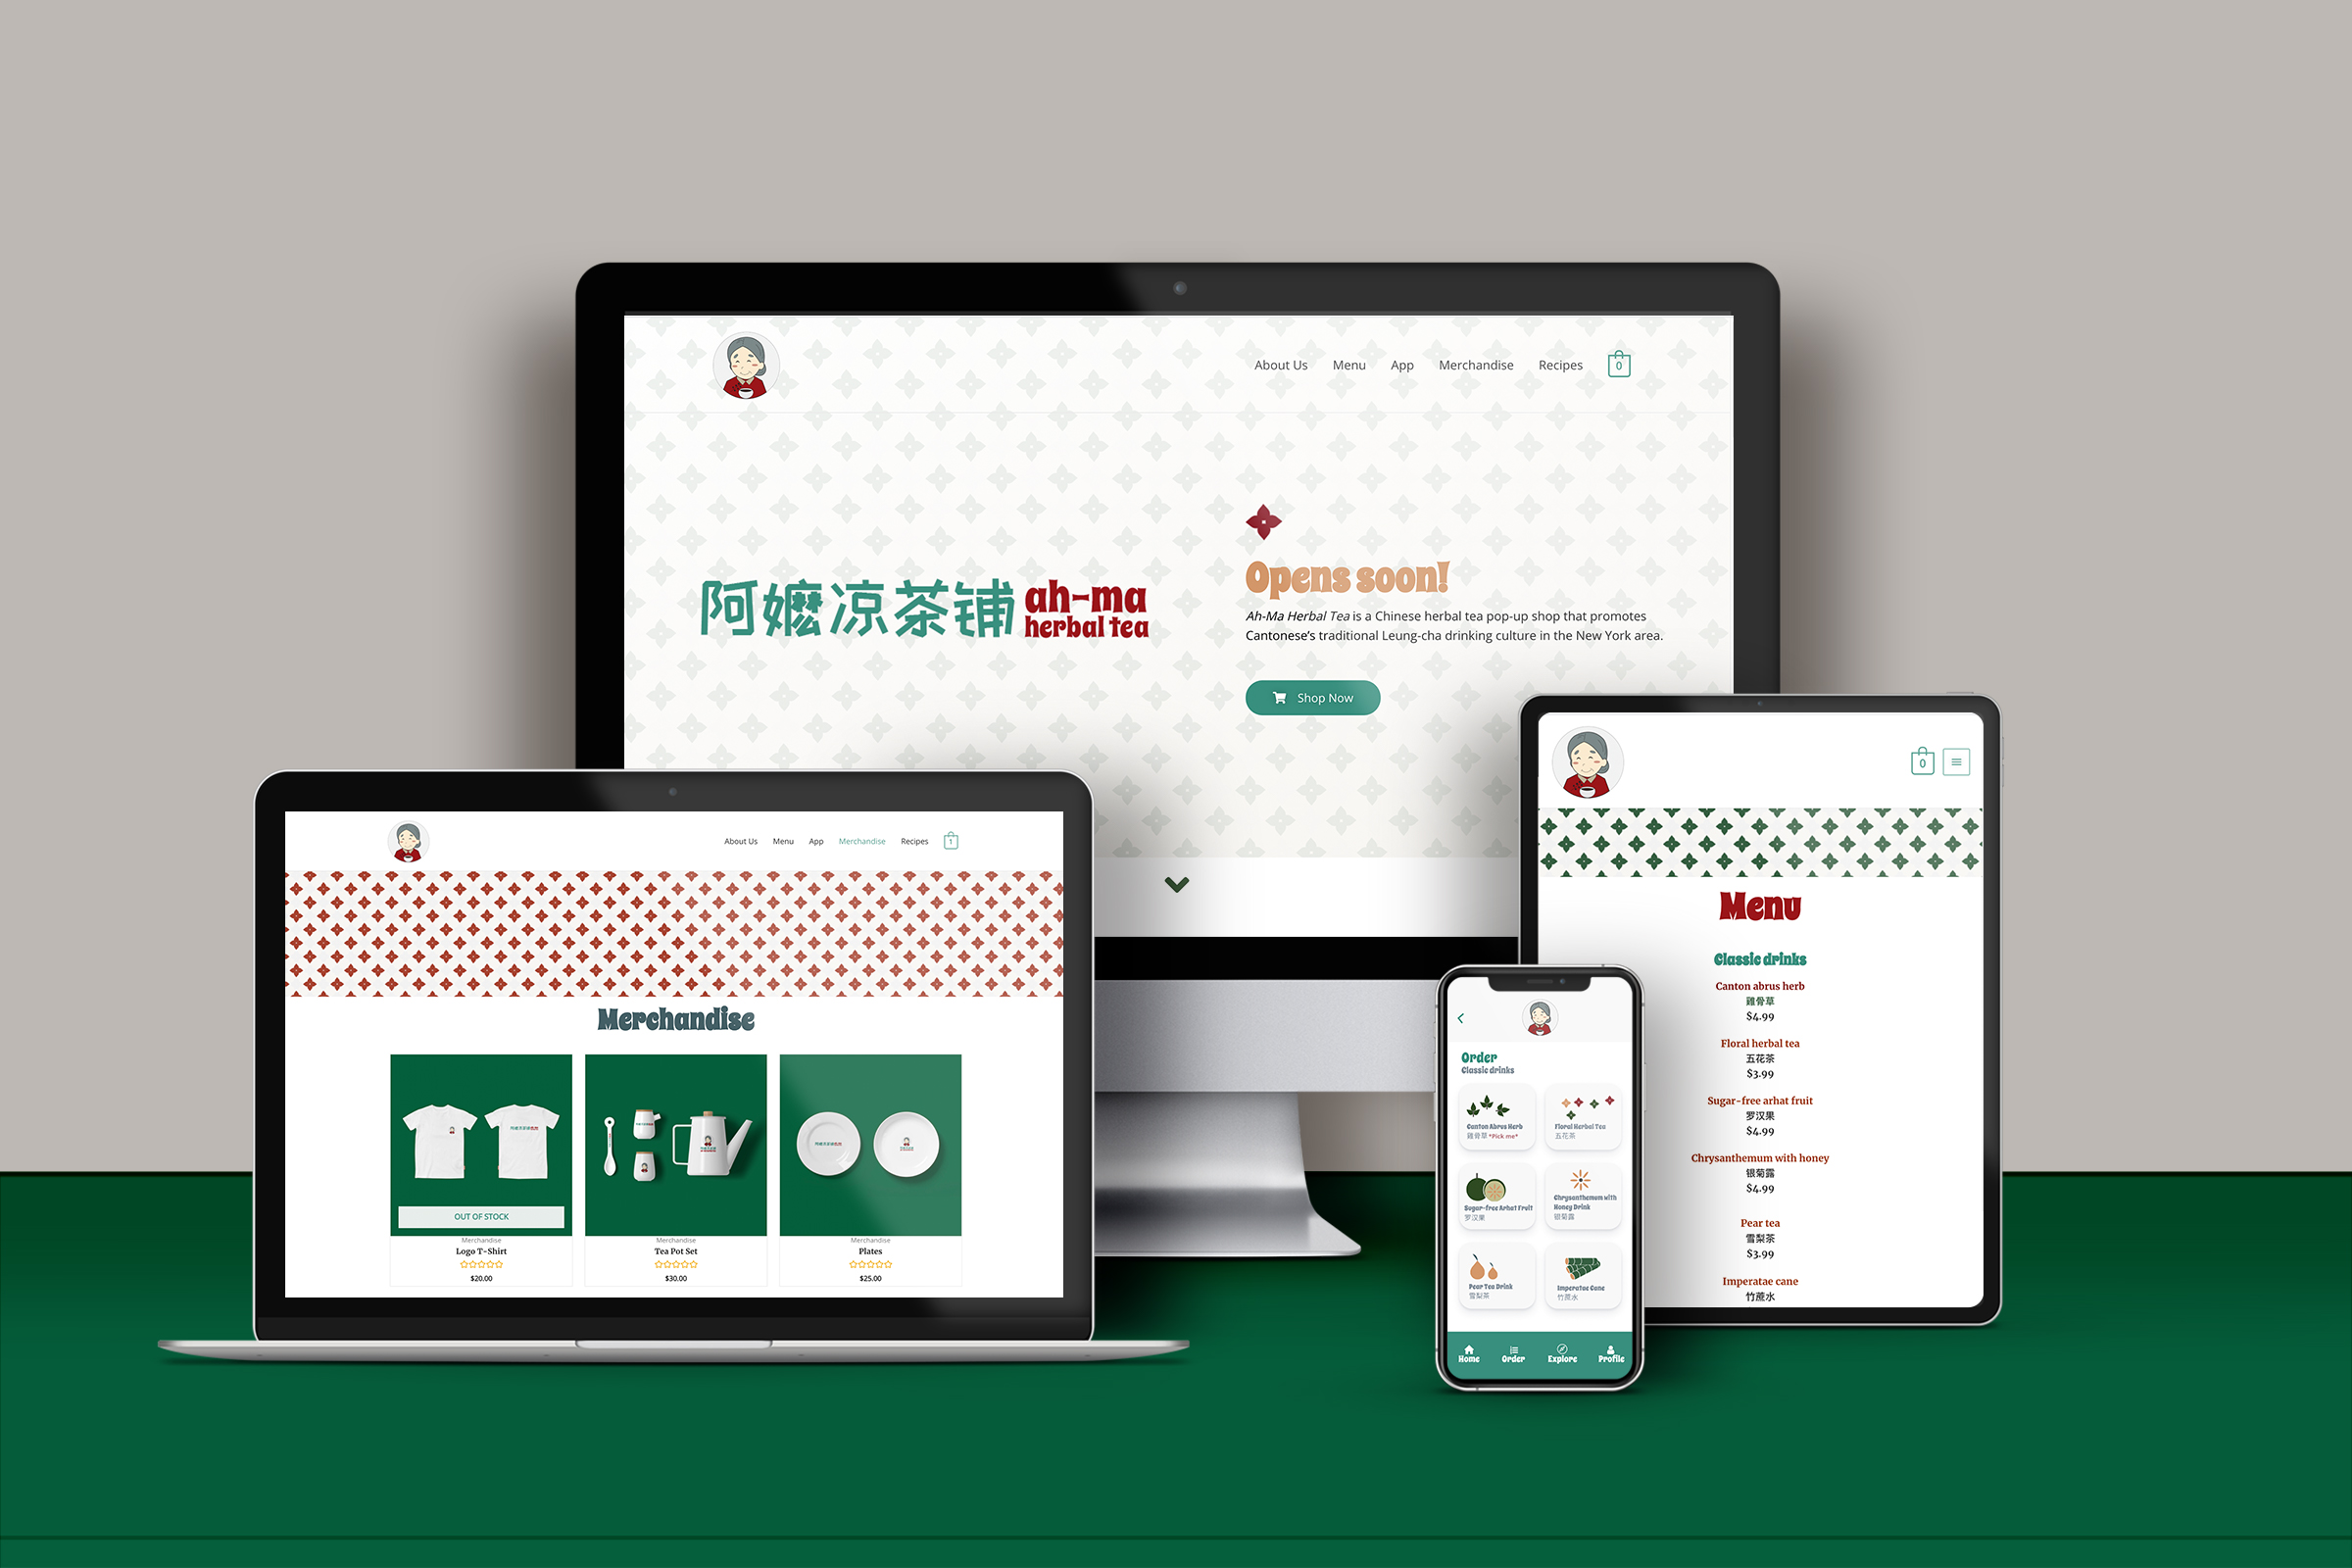 About Us Menu App Merchandise Recipes 0
阿嬷凉茶铺 ah-ma
herbal tea
Opens soon!
Ah-Ma Herbal Tea is a Chinese herbal tea pop-up shop that promotes
Cantonese’s traditional Leung-cha drinking culture in the New York area.
Shop Now
About Us Menu App Merchandise Recipes 1
Merchandise
OUT OF STOCK
Merchandise
Logo T-Shirt
$20.00
Merchandise
Tea Pot Set
$30.00
Merchandise
Plates
$25.00
0
Menu
Classic drinks
Canton abrus herb
雞骨草
$4.99
Floral herbal tea
五花茶
$3.99
Sugar-free arhat fruit
罗汉果
$4.99
Chrysanthemum with honey
银菊露
$4.99
Pear tea
雪梨茶
$3.99
Imperatae cane
竹蔗水
Order
Classic drinks
Canton Abrus Herb
雞骨草 *Pick me*
Floral Herbal Tea
五花茶
Sugar-free Arhat Fruit
罗汉果
Chrysanthemum with
Honey Drink
银菊露
Pear Tea Drink
雪梨茶
Imperatae Cane
竹蔗水
Home Order Explore Profile